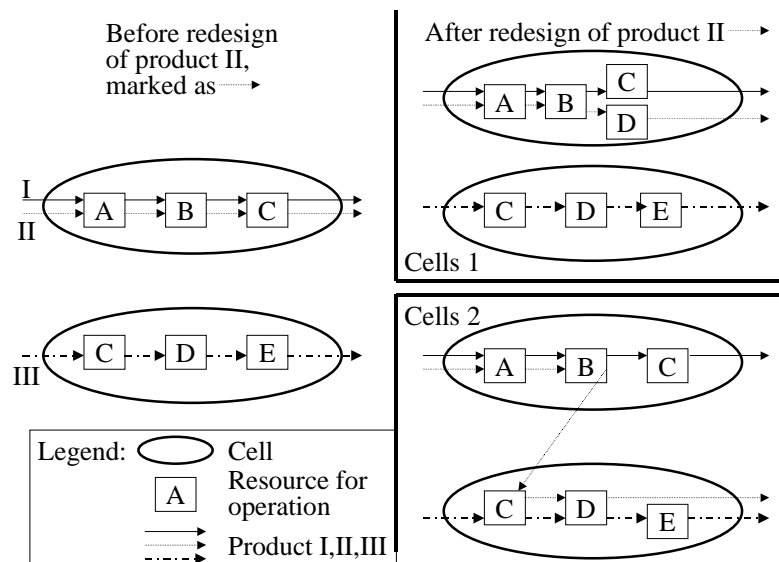 Before redesign
of product II,
marked as
I
II
A B C
III
C D E
Legend:
Cell
A
Resource for
operation
Product I,II,III
After redesign of product II
A B C
D
C D E
Cells 1
Cells 2
A B C
C D E